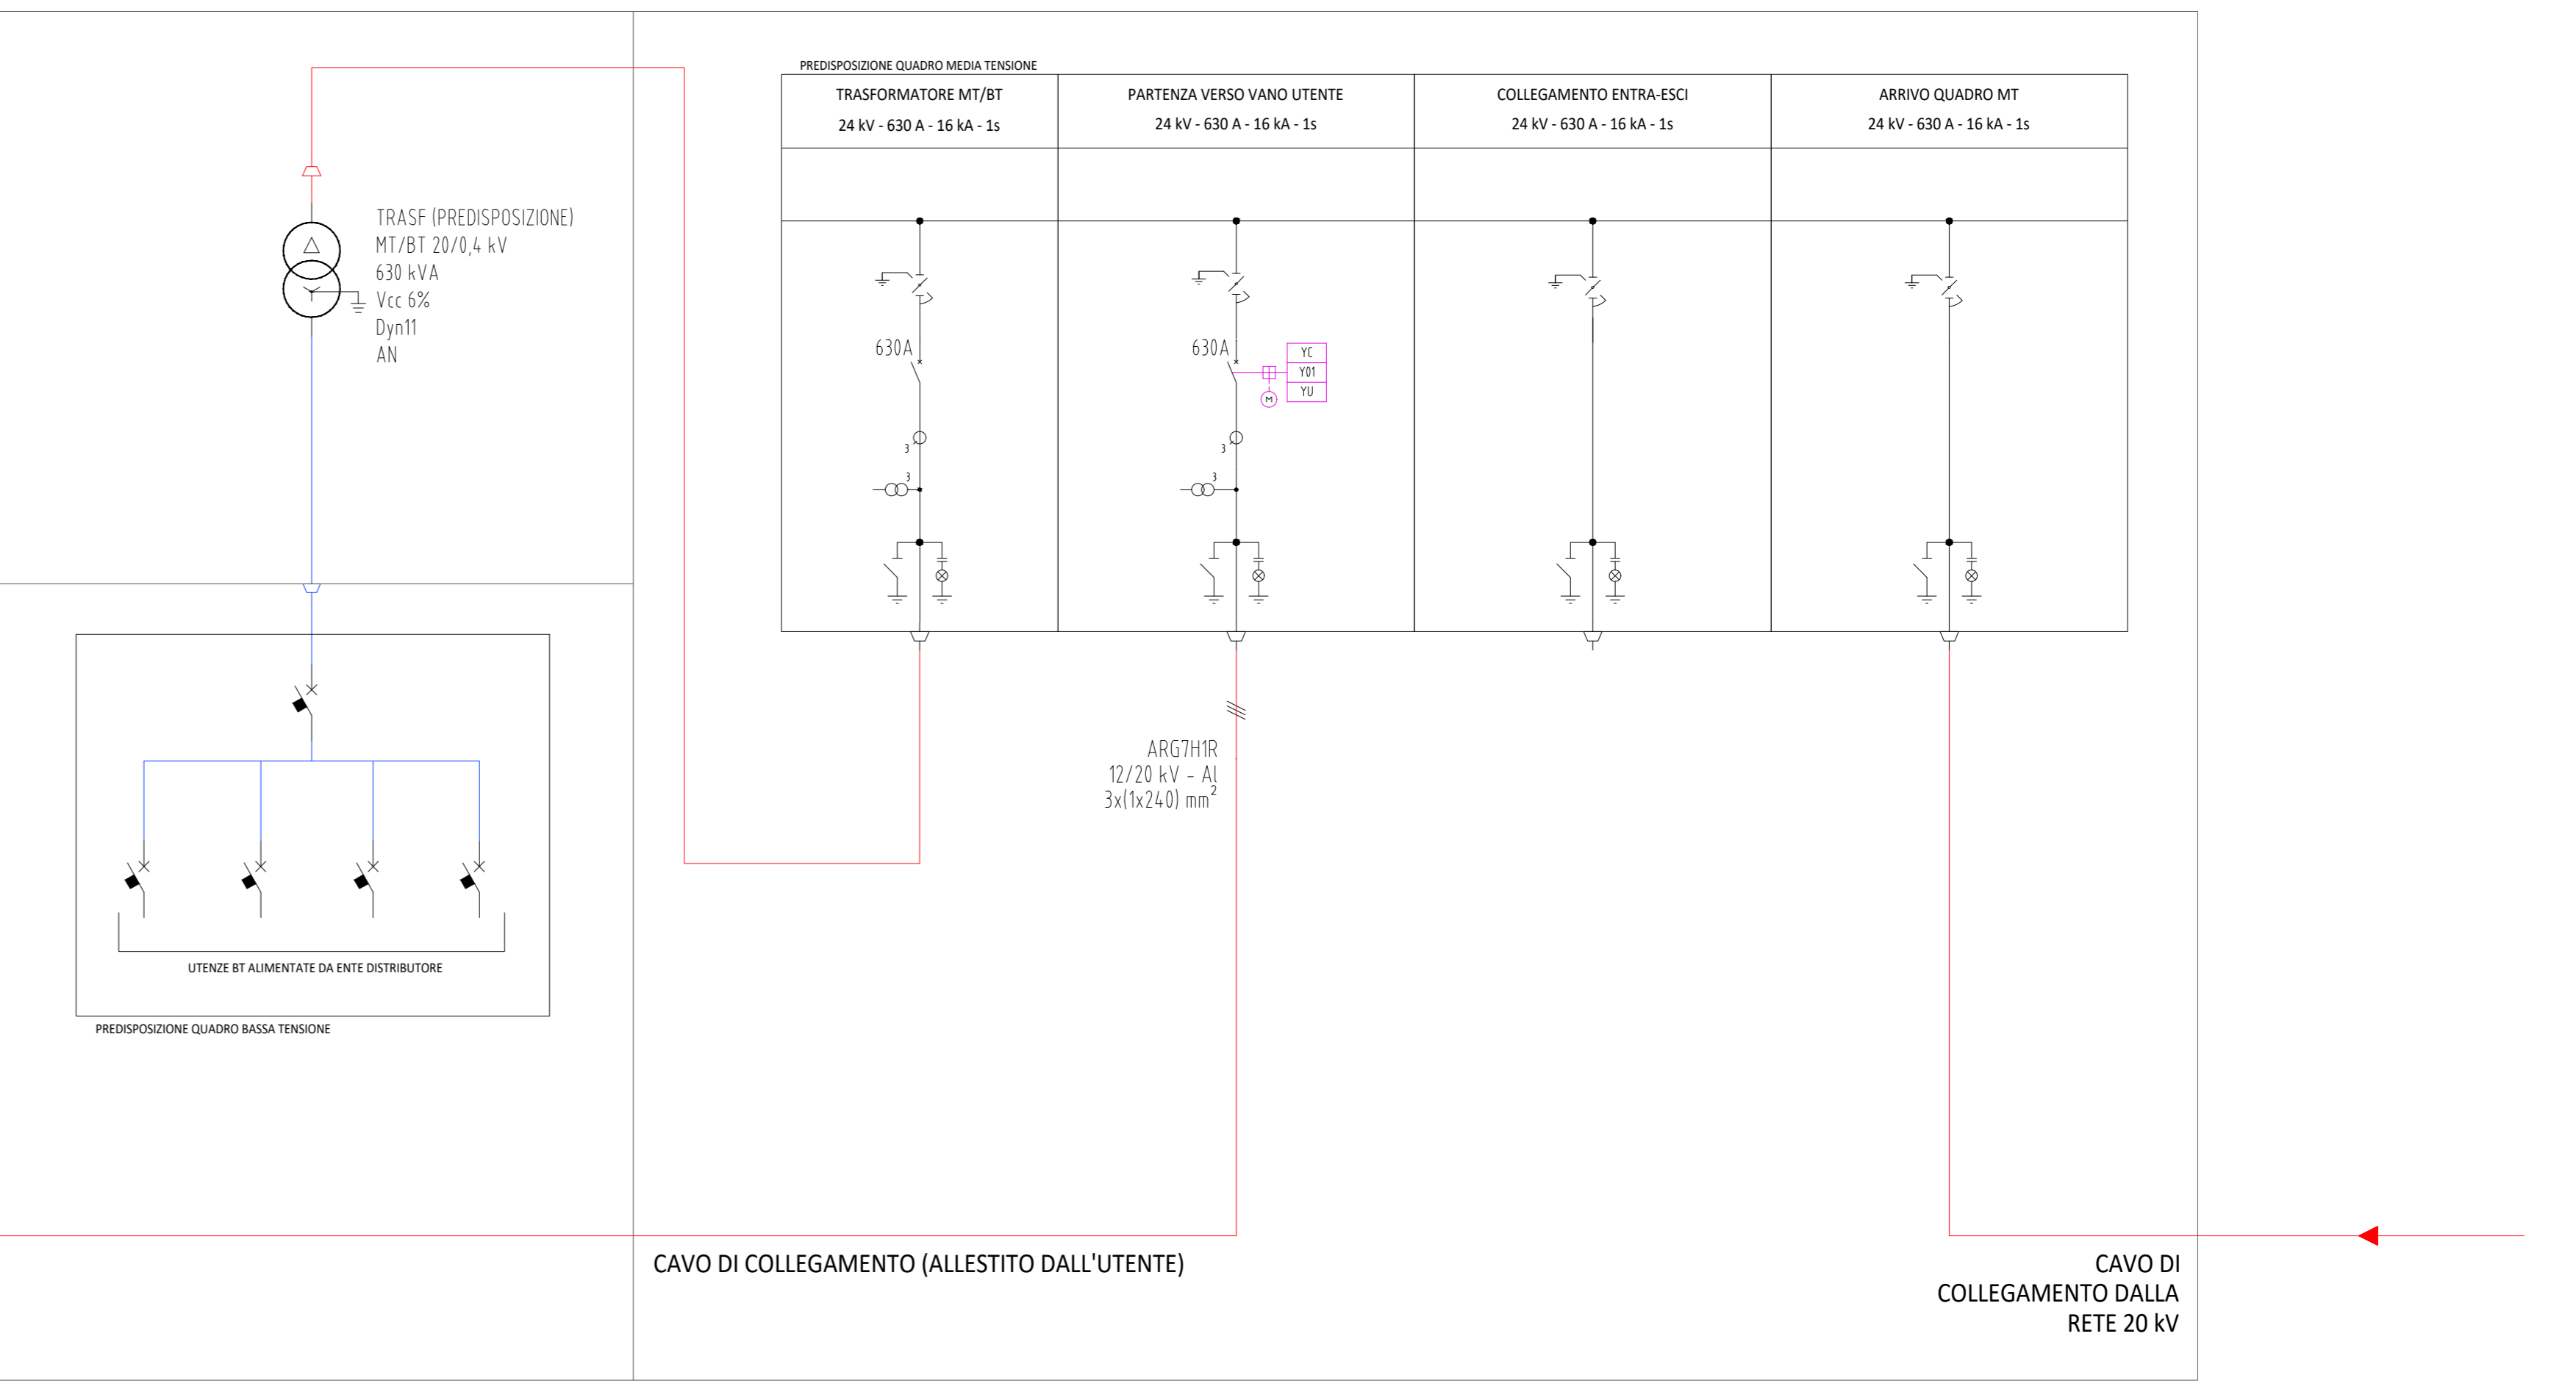 PREDISPOSIZIONE QUADRO MEDIA TENSIONE
TRASFORMATORE MT/BT
24 kV - 630 A - 16 kA - 1s
PARTENZA VERSO VANO UTENTE
24 kV - 630 A - 16 kA - 1s
COLLEGAMENTO ENTRA-ESCI
24 kV - 630 A - 16 kA - 1s
ARRIVO QUADRO MT
24 kV - 630 A - 16 kA - 1s
TRASF (PREDISPOSIZIONE)
MT/BT 20/0,4 kV
630 kVA
Vcc 6%
Dyn11
AN
630A
3
3
630A
YC
Y01
YU
M
3
3
ARG7H1R
12/20 kV - Al
3x(1x240) mm²
UTENZE BT ALIMENTATE DA ENTE DISTRIBUTORE
PREDISPOSIZIONE QUADRO BASSA TENSIONE
CAVO DI COLLEGAMENTO (ALLESTITO DALL'UTENTE)
CAVO DI
COLLEGAMENTO DALLA
RETE 20 kV